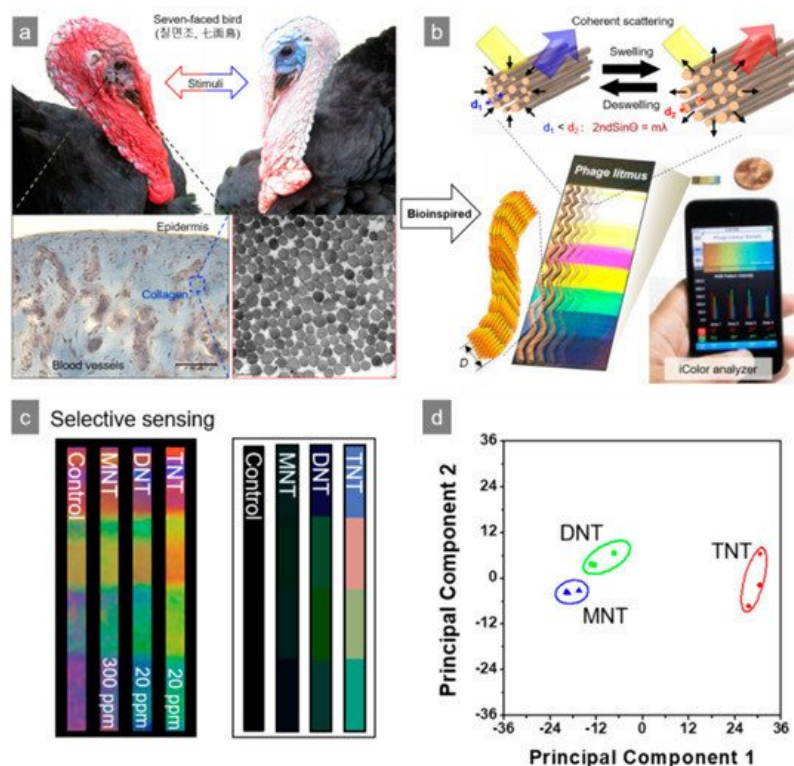 a
Seven-faced bird
(칠면조, 七面鳥)
Stimuli
Epidermis
Collagen
Blood vessels
Bioinspired
b
Coherent scattering
Swelling
Deswelling
d₁
d₂
d₁ < d₂ : 2ndSinΘ = mλ
Phage litmus
D
iColor analyzer
c
Selective sensing
Control
MNT
DNT
TNT
300 ppm
20 ppm
20 ppm
Control
MNT
DNT
TNT
d
Principal Component 2
36
24
12
0
-12
-24
-36
DNT
MNT
TNT
-36
-24
-12
0
12
24
36
Principal Component 1